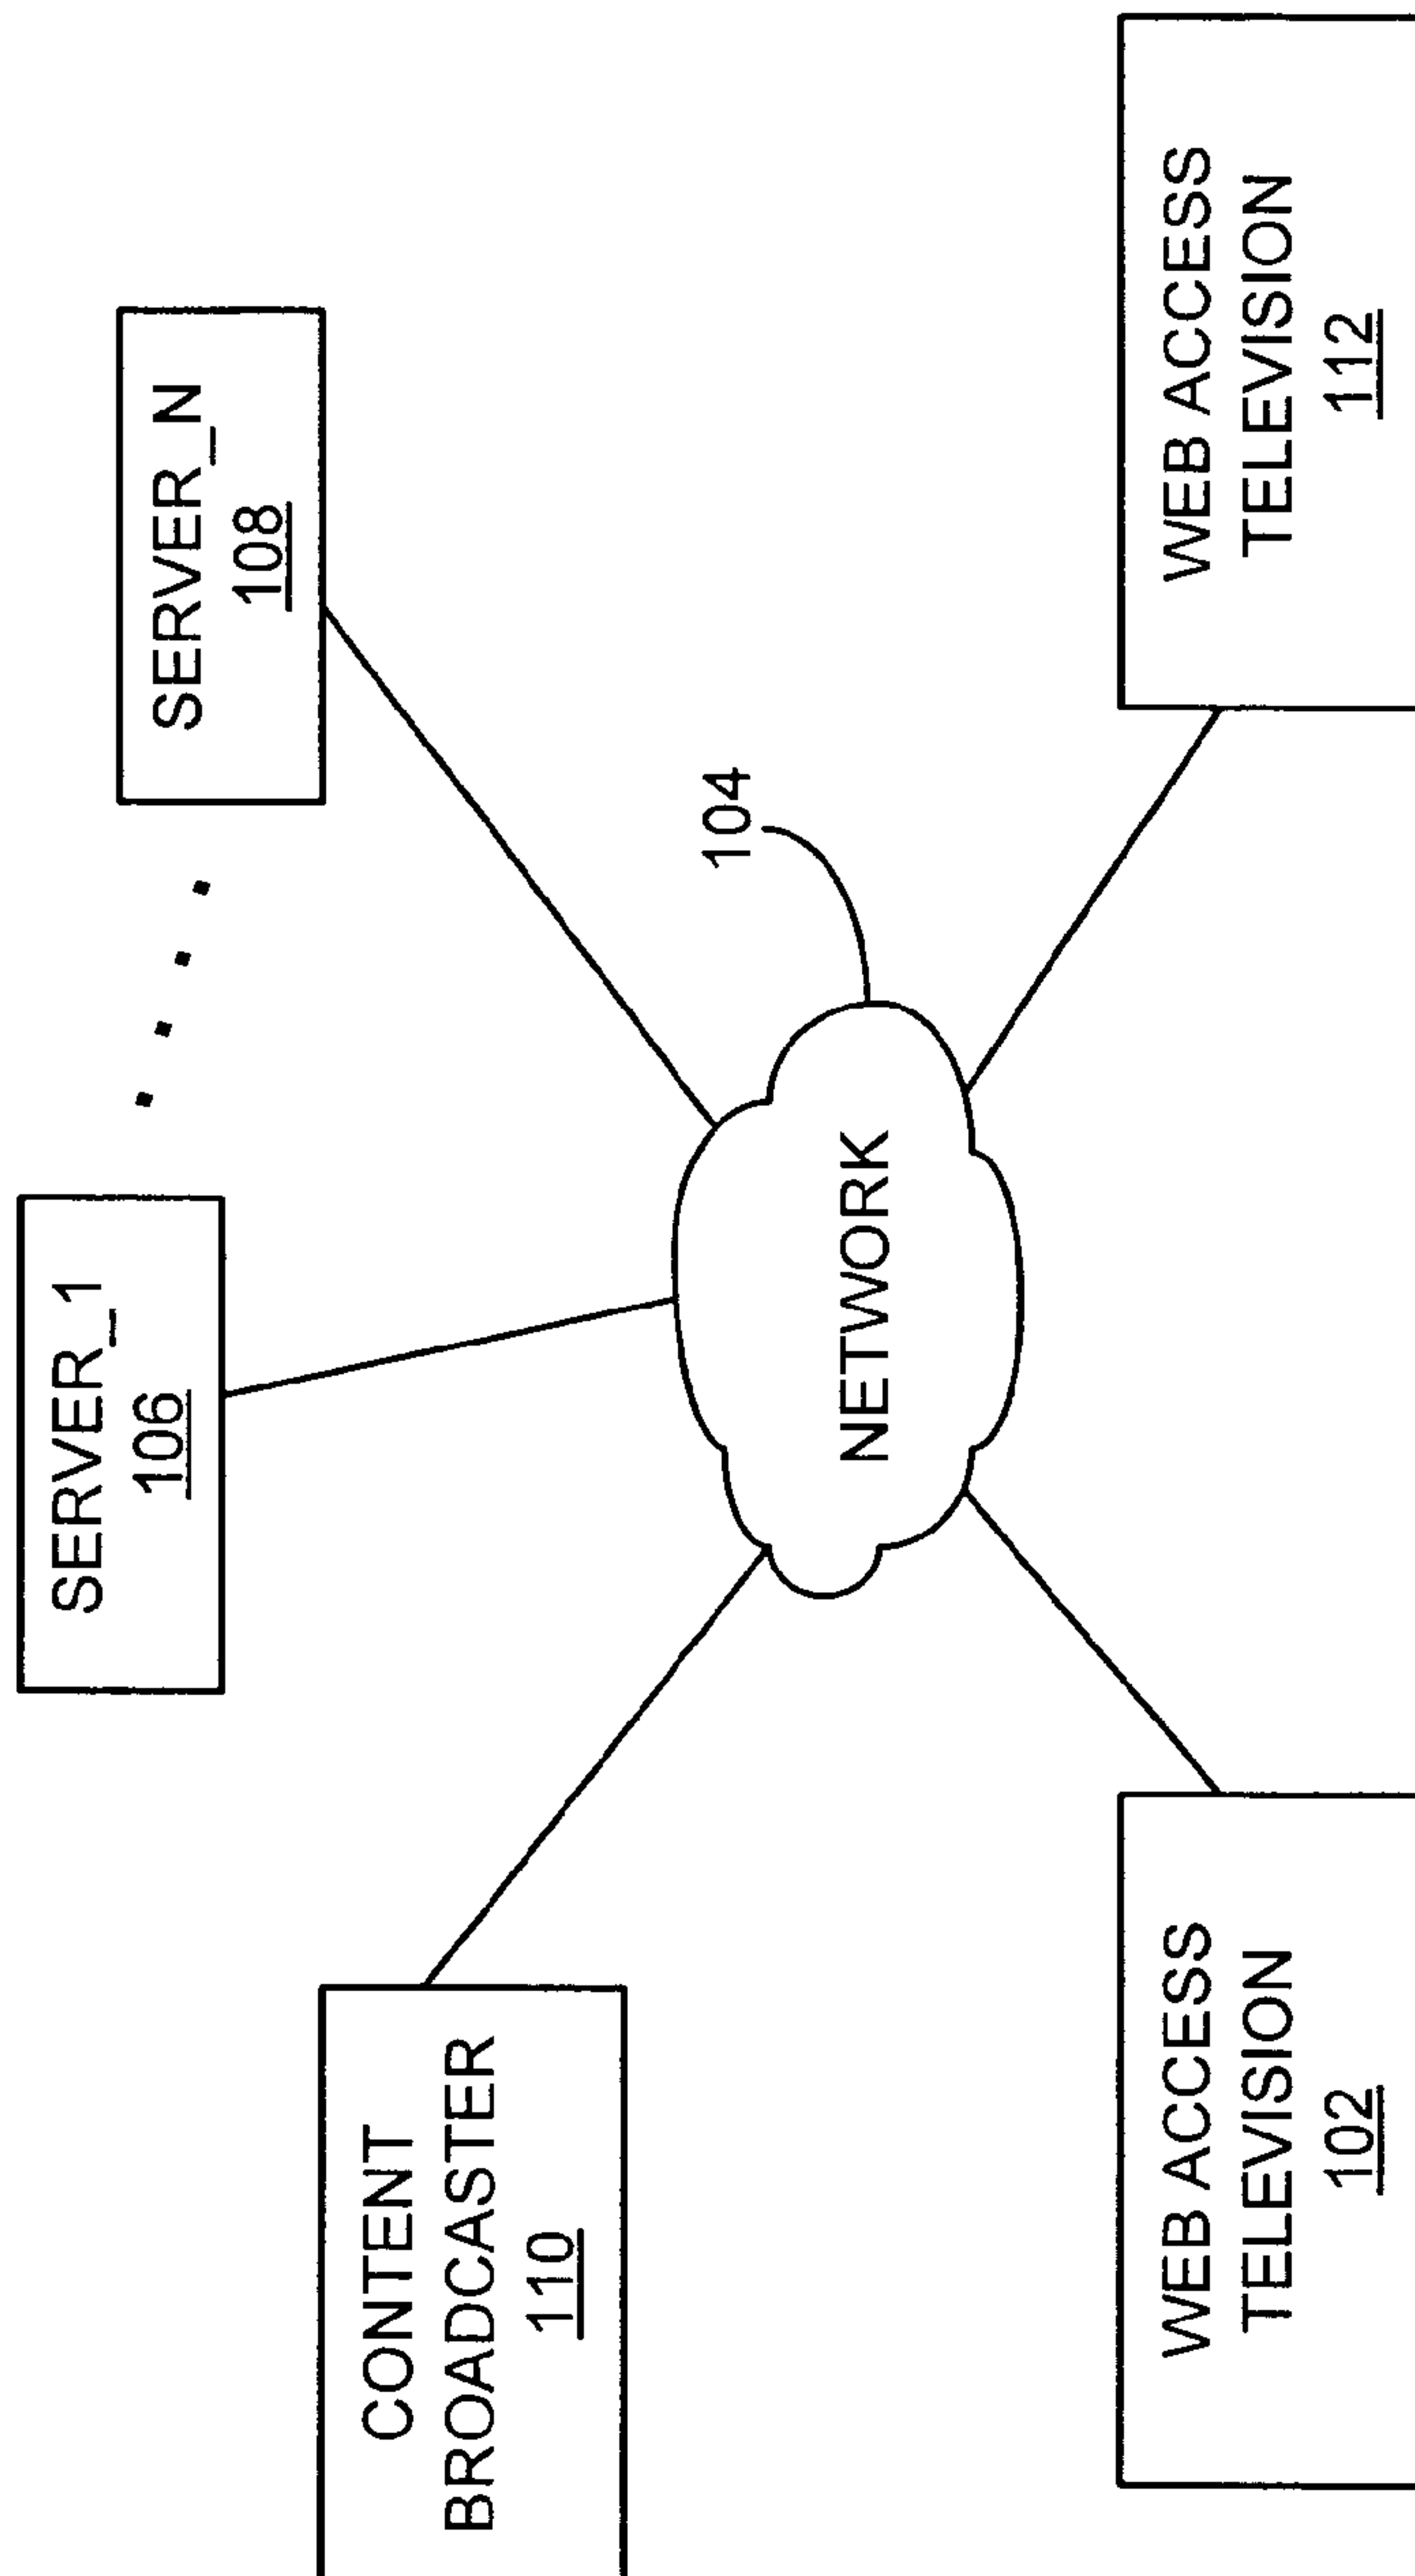 SERVER_1
106
SERVER_N
108
CONTENT
BROADCASTER
110
104
NETWORK
WEB ACCESS
TELEVISION
102
WEB ACCESS
TELEVISION
112